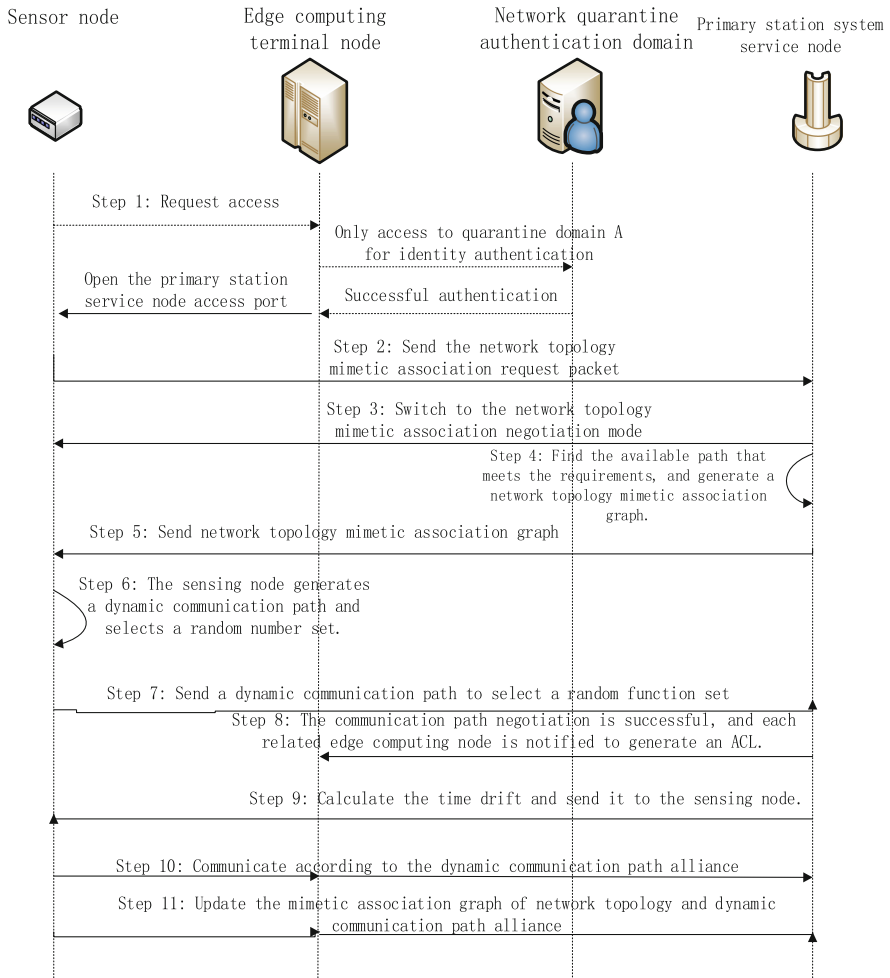 Sensor node
Edge computing
terminal node
Network quarantine
authentication domain
Primary station system
service node
Step 1: Request access
Only access to quarantine domain A
for identity authentication
Open the primary station
service node access port
Successful authentication
Step 2: Send the network topology
mimetic association request packet
Step 3: Switch to the network topology
mimetic association negotiation mode
Step 4: Find the available path that
meets the requirements, and generate a
network topology mimetic association
graph.
Step 5: Send network topology mimetic association graph
Step 6: The sensing node generates
a dynamic communication path and
selects a random number set.
Step 7: Send a dynamic communication path to select a random function set
Step 8: The communication path negotiation is successful, and each
related edge computing node is notified to generate an ACL.
Step 9: Calculate the time drift and send it to the sensing node.
Step 10: Communicate according to the dynamic communication path alliance
Step 11: Update the mimetic association graph of network topology and dynamic
communication path alliance